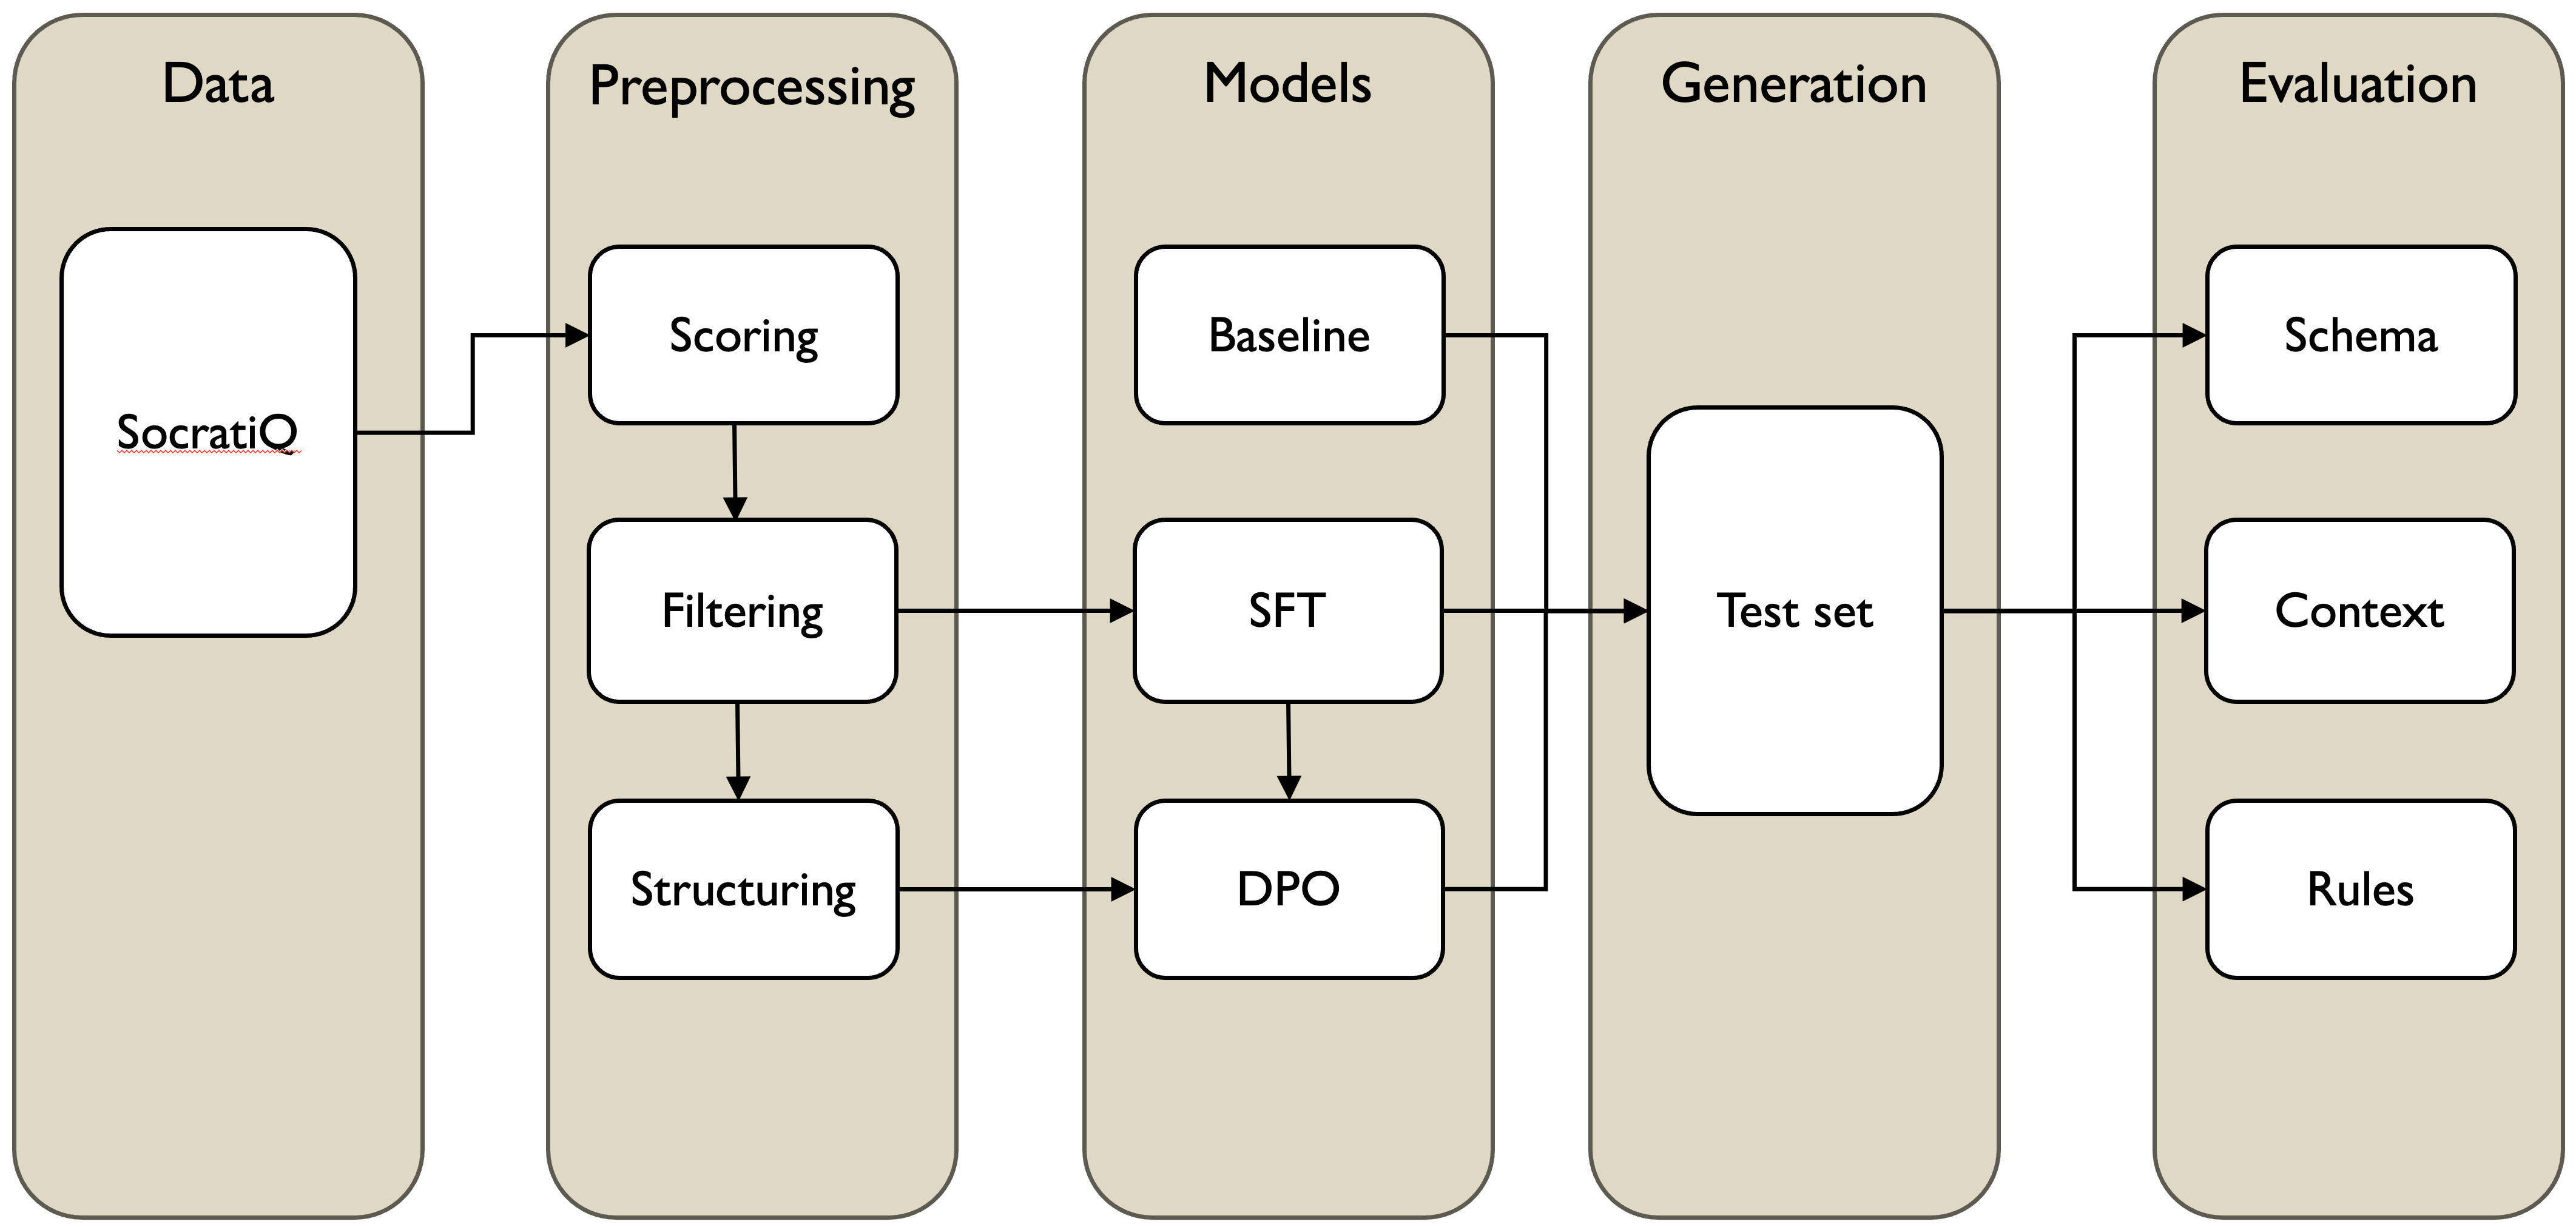 Data
SocratiQ
Preprocessing
Scoring
Filtering
Structuring
Models
Baseline
SFT
DPO
Generation
Test set
Evaluation
Schema
Context
Rules